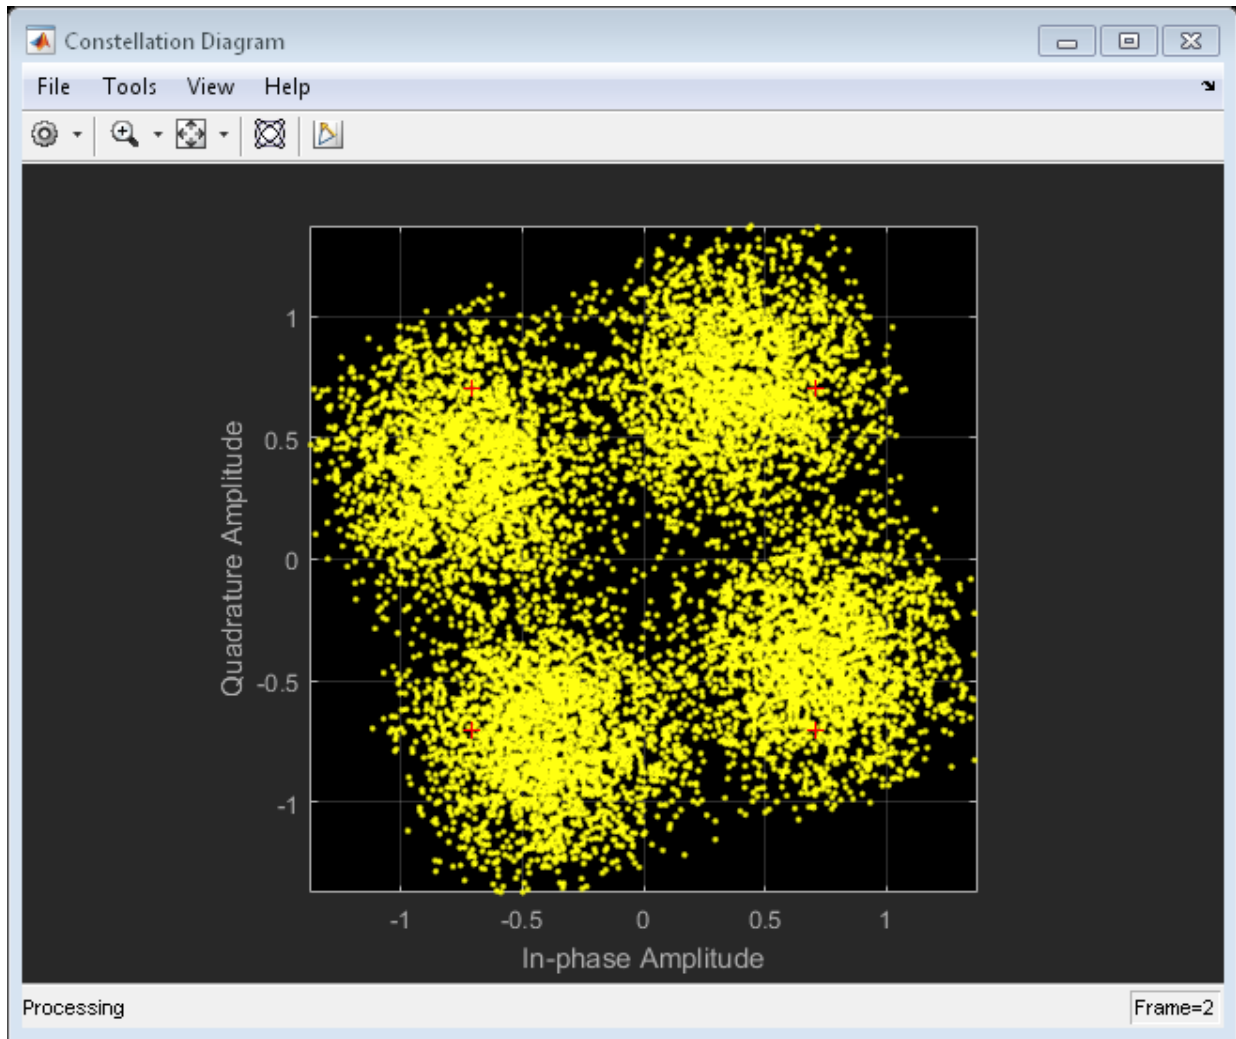 Constellation Diagram
File Tools View Help
1
0.5
0
-0.5
-1
Quadrature Amplitude
-1 -0.5 0 0.5 1
In-phase Amplitude
Processing Frame=2